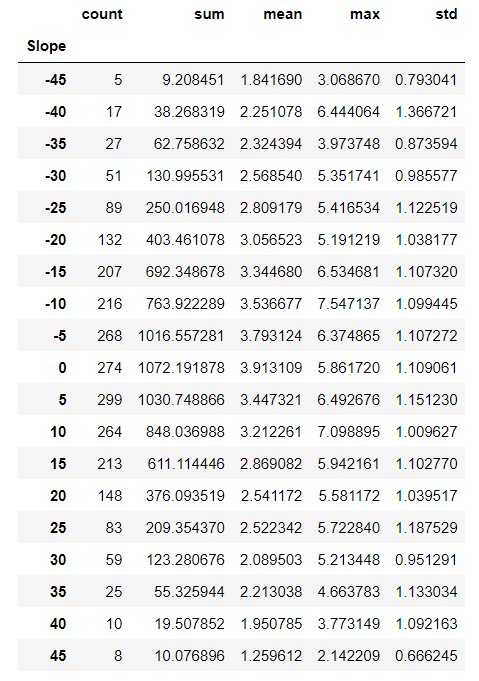 count sum mean max std
Slope
-45 5 9.208451 1.841690 3.068670 0.793041
-40 17 38.268319 2.251078 6.444064 1.366721
-35 27 62.758632 2.324394 3.973748 0.873594
-30 51 130.995531 2.568540 5.351741 0.985577
-25 89 250.016948 2.809179 5.416534 1.122519
-20 132 403.461078 3.056523 5.191219 1.038177
-15 207 692.348678 3.344680 6.534681 1.107320
-10 216 763.922289 3.536677 7.547137 1.099445
-5 268 1016.557281 3.793124 6.374865 1.107272
0 274 1072.191878 3.913109 5.861720 1.109061
5 299 1030.748866 3.447321 6.492676 1.151230
10 264 848.036988 3.212261 7.098895 1.009627
15 213 611.114446 2.869082 5.942161 1.102770
20 148 376.093519 2.541172 5.581172 1.039517
25 83 209.354370 2.522342 5.722840 1.187529
30 59 123.280676 2.089503 5.213448 0.951291
35 25 55.325944 2.213038 4.663783 1.133034
40 10 19.507852 1.950785 3.773149 1.092163
45 8 10.076896 1.259612 2.142209 0.666245